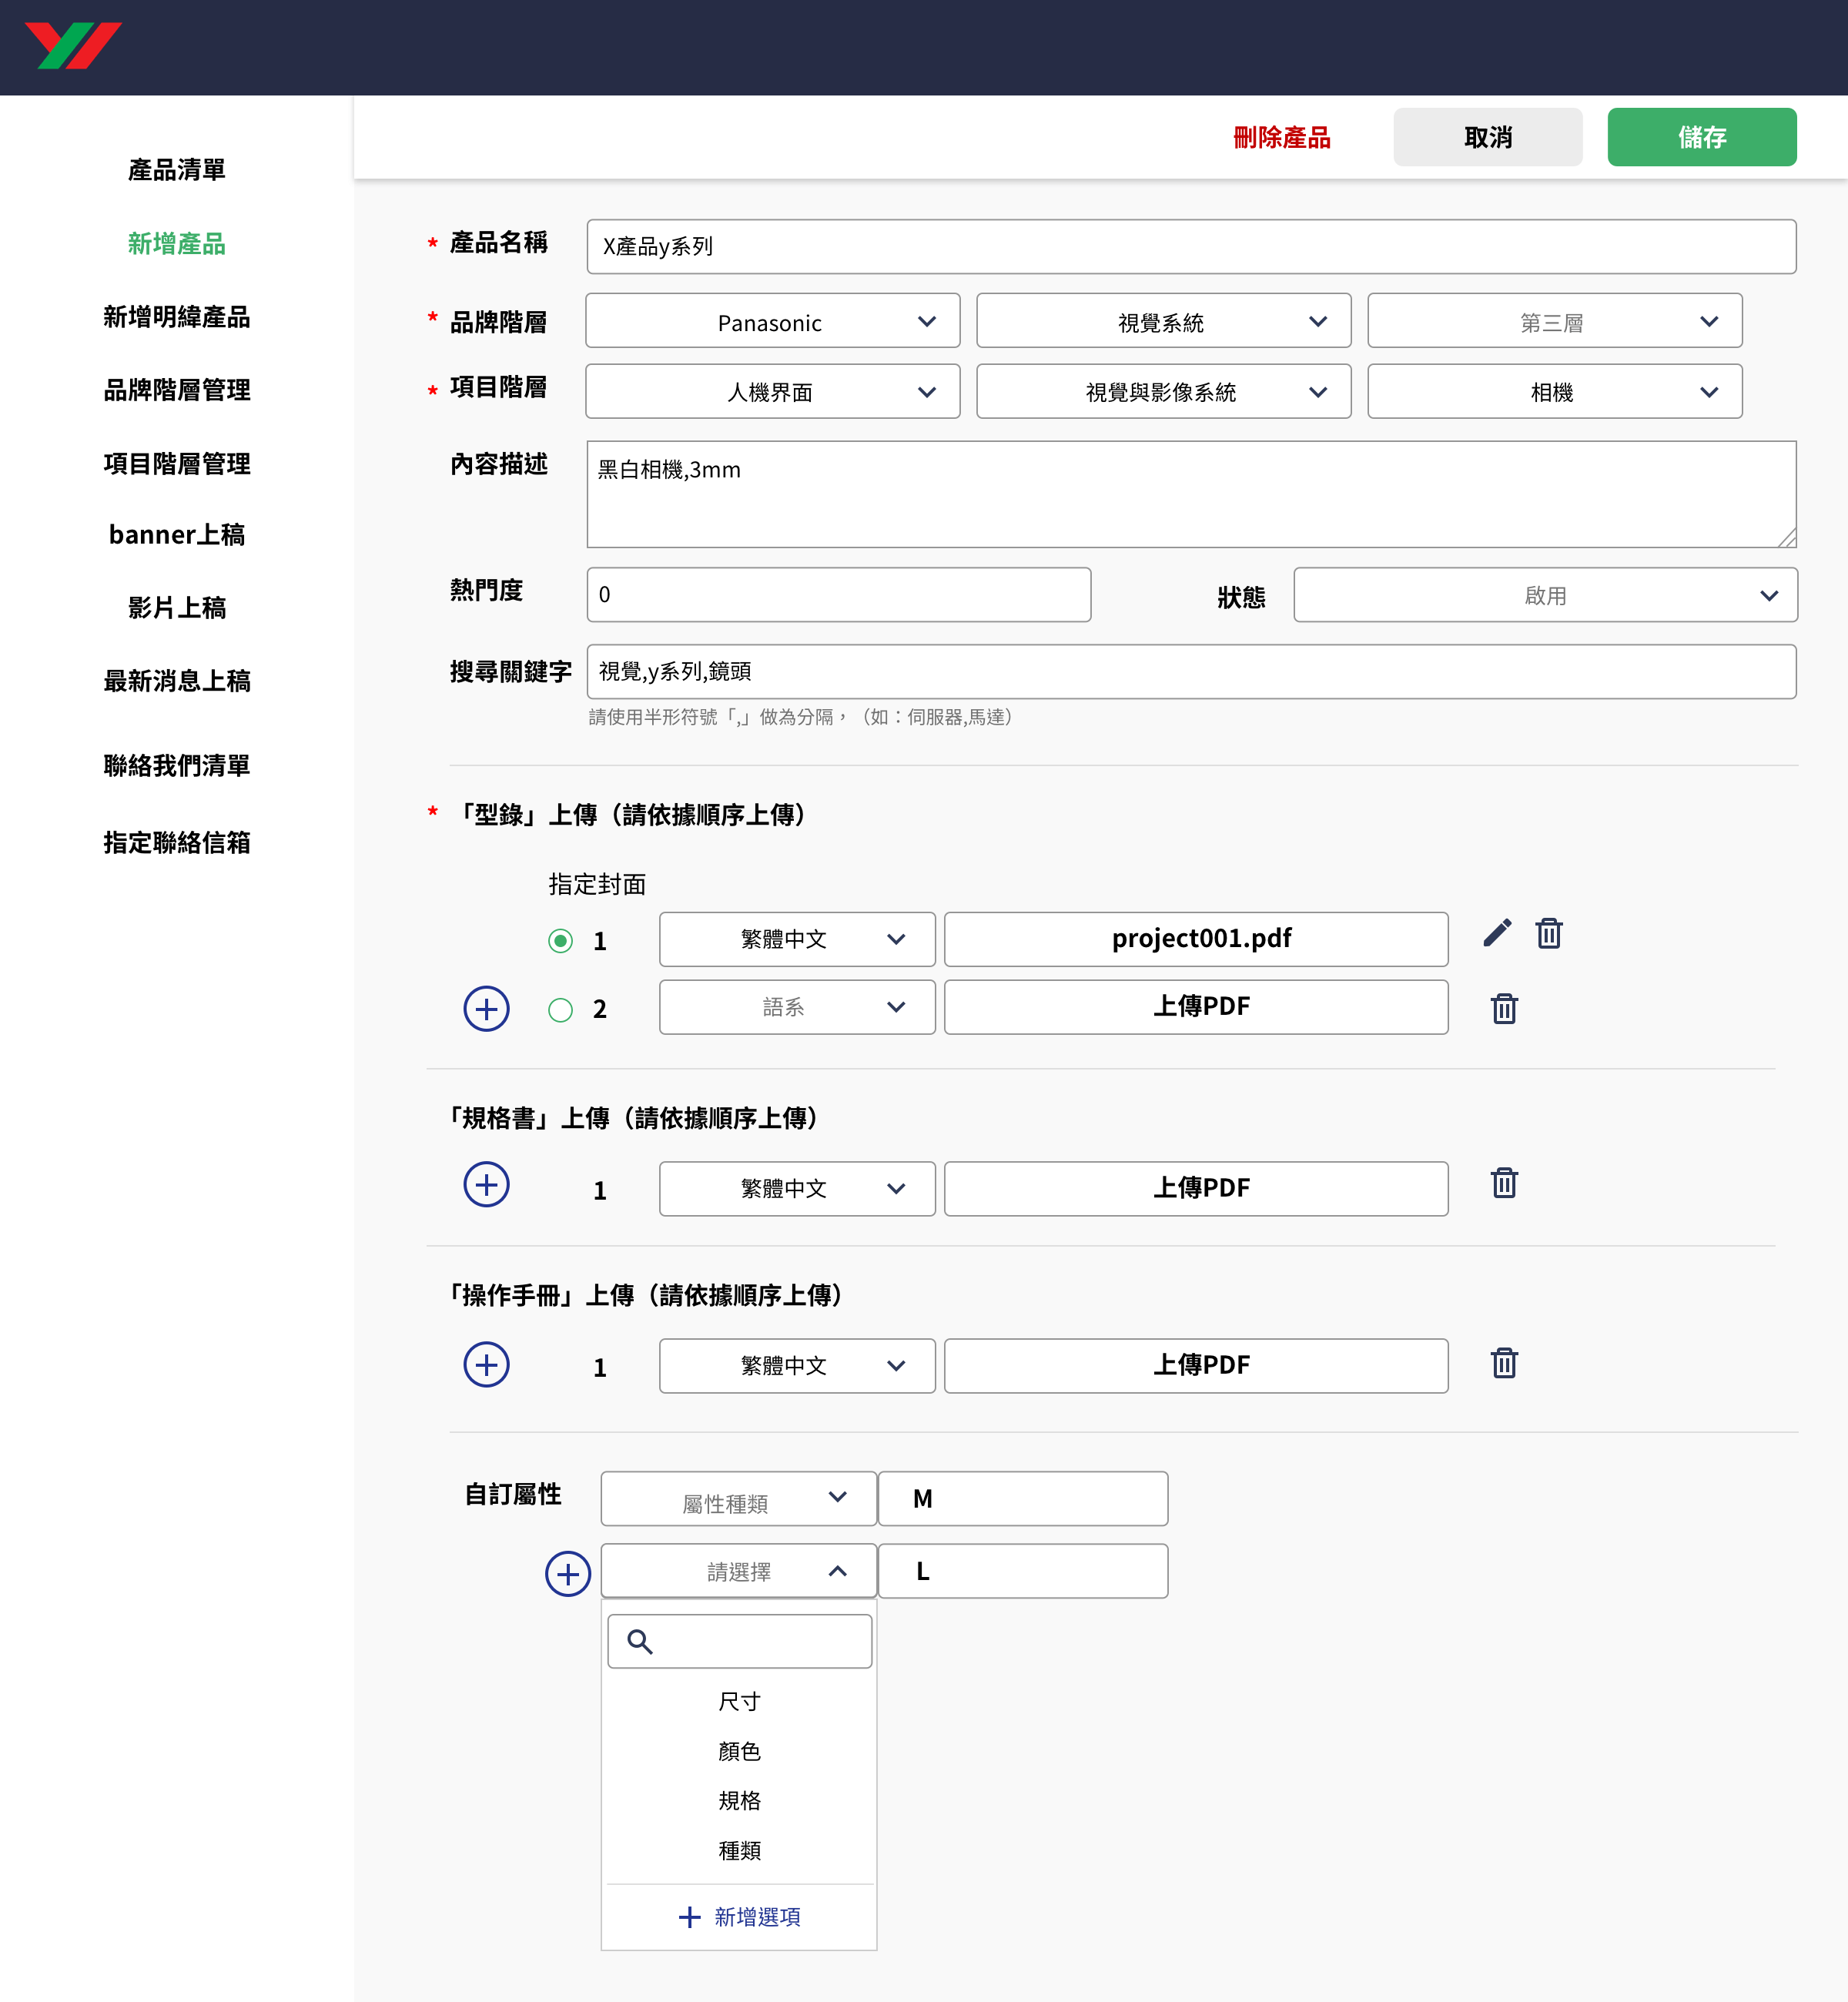 刪除產品 取消 儲存
產品清單
新增產品
新增明緯產品
品牌階層管理
項目階層管理
banner上稿
影片上稿
最新消息上稿
聯絡我們清單
指定聯絡信箱
* 產品名稱 X產品y系列
* 品牌階層 Panasonic 視覺系統 第三層
* 項目階層 人機界面 視覺與影像系統 相機
內容描述 黑白相機,3mm
熱門度 0 狀態 啟用
搜尋關鍵字 視覺,y系列,鏡頭
請使用半形符號「,」做為分隔，（如：伺服器,馬達）
* 「型錄」上傳（請依據順序上傳）
指定封面
1 繁體中文 project001.pdf
2 語系 上傳PDF
「規格書」上傳（請依據順序上傳）
1 繁體中文 上傳PDF
「操作手冊」上傳（請依據順序上傳）
1 繁體中文 上傳PDF
自訂屬性 屬性種類 M
請選擇 L
尺寸
顏色
規格
種類
新增選項